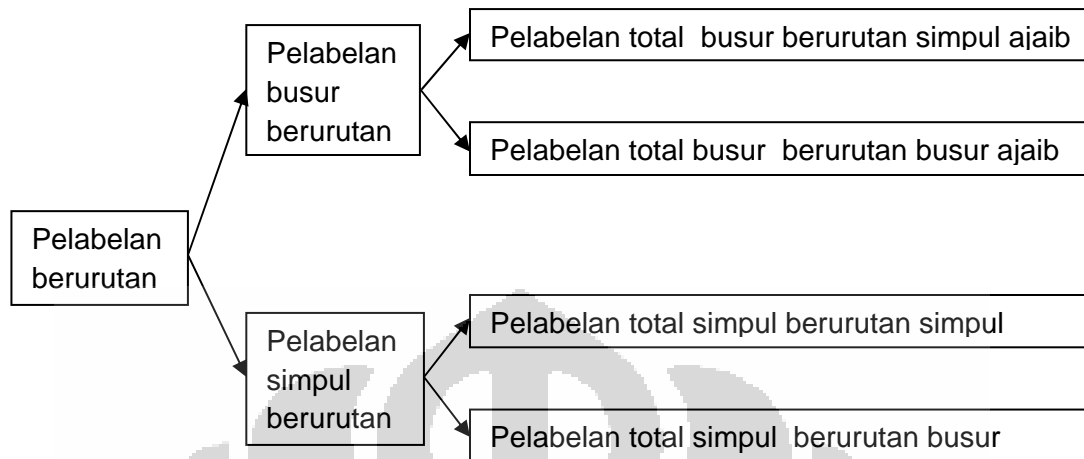 Pelabelan total busur berurutan simpul ajaib
Pelabelan
busur
berurutan
Pelabelan total busur berurutan busur ajaib
Pelabelan
berurutan
Pelabelan total simpul berurutan simpul
Pelabelan
simpul
berurutan
Pelabelan total simpul berurutan busur